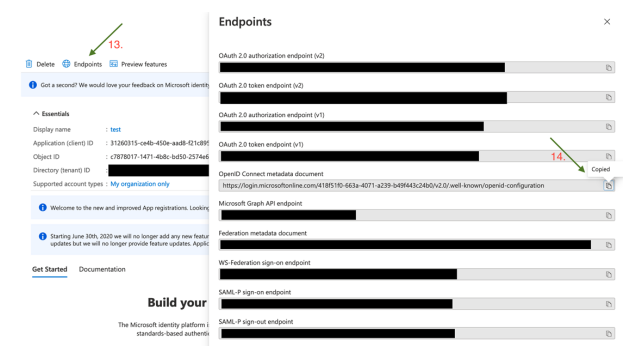 13.
Delete Endpoints Preview features
Got a second? We would love your feedback on Microsoft identity
Essentials
Display name : test
Application (client) ID : 31260315-ce4b-450e-aad8-f21c895
Object ID : c7878017-1471-4b8c-bd50-2574e6
Directory (tenant) ID :
Supported account types : My organization only
Welcome to the new and improved App registrations. Looking
Starting June 30th, 2020 we will no longer add any new featur
updates but we will no longer provide feature updates. Applic
Get Started Documentation
Build your
The Microsoft identity platform i
standards-based authenti
Endpoints
OAuth 2.0 authorization endpoint (v2)
OAuth 2.0 token endpoint (v2)
OAuth 2.0 authorization endpoint (v1)
OAuth 2.0 token endpoint (v1)
14.
Copied
OpenID Connect metadata document
https://login.microsoftonline.com/418f51f0-663a-4071-a239-b49f443c24b0/v2.0/.well-known/openid-configuration
Microsoft Graph API endpoint
Federation metadata document
WS-Federation sign-on endpoint
SAML-P sign-on endpoint
SAML-P sign-out endpoint